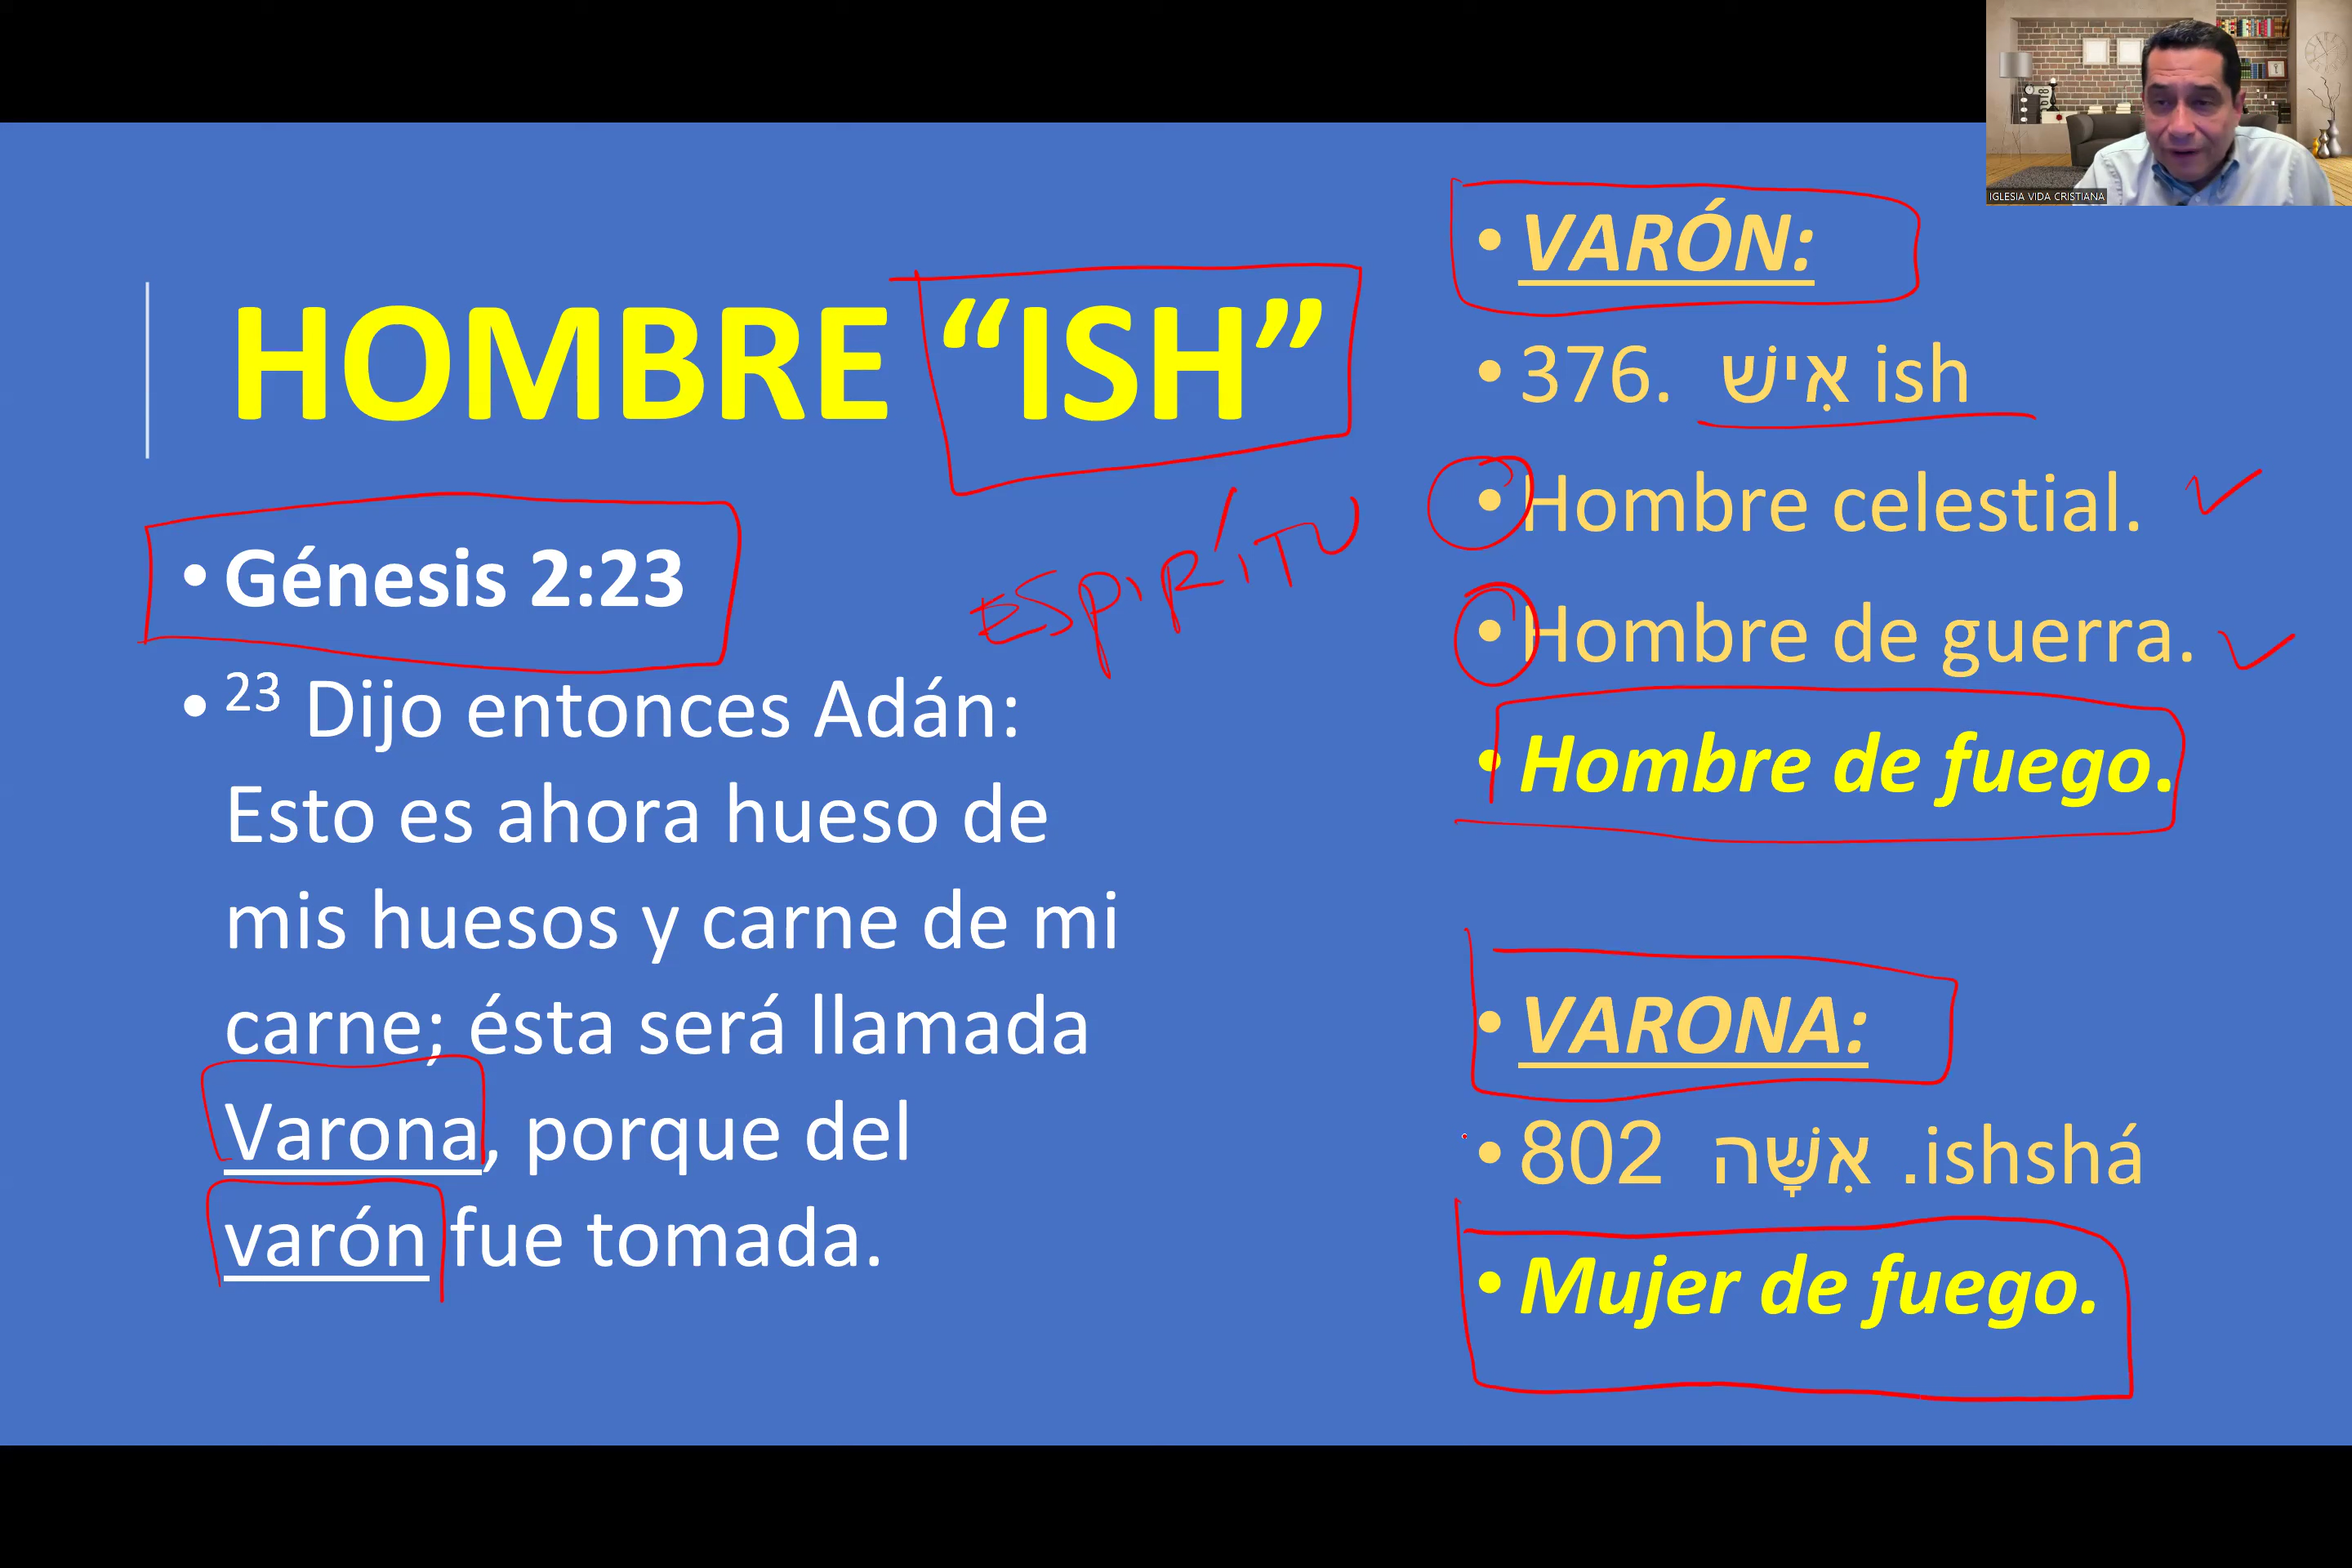 HOMBRE “ISH”
ESPIRÍTU
• Génesis 2:23
• 23 Dijo entonces Adán:
Esto es ahora hueso de
mis huesos y carne de mi
carne; ésta será llamada
Varona, porque del
varón fue tomada.
• VARÓN:
• 376. אִישׁ ish
• Hombre celestial.
• Hombre de guerra.
• Hombre de fuego.
• VARONA:
• 802 אִשָּׁה .ishshá
• Mujer de fuego.
IGLESIA VIDA CRISTIANA